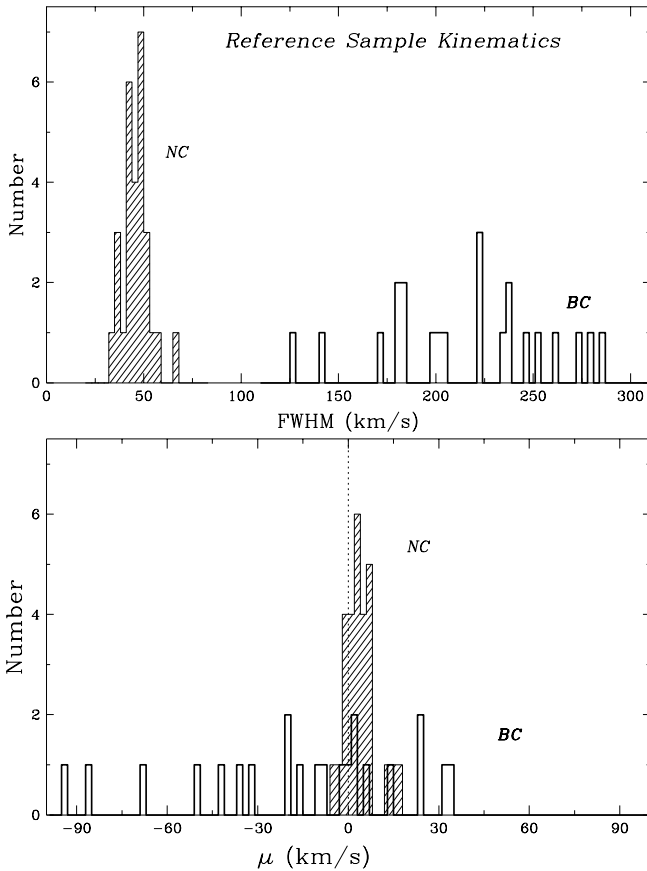 Reference Sample Kinematics
NC
BC
Number
6
4
2
0
0 50 100 150 200 250 300
FWHM (km/s)
NC
BC
Number
6
4
2
0
−90 −60 −30 0 30 60 90
μ (km/s)